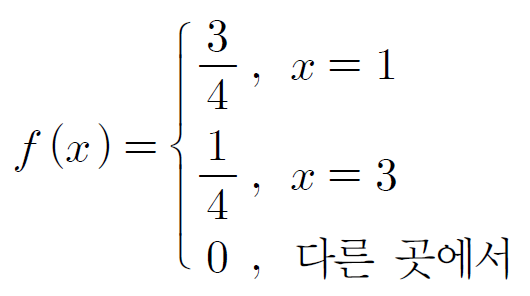 f(x) = { 3/4 , x = 1
1/4 , x = 3
0 , 다른 곳에서